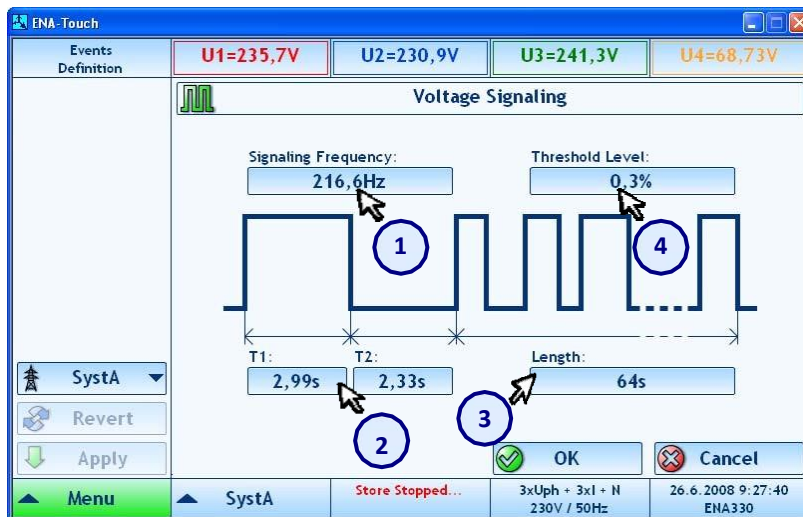 ENA-Touch
Events
Definition
U1=235,7V
U2=230,9V
U3=241,3V
U4=68,73V
Voltage Signaling
Signaling Frequency:
216,6Hz
Threshold Level:
0,3%
1
4
T1:
2,99s
T2:
2,33s
Length:
64s
2
3
SystA
Revert
Apply
OK
Cancel
Menu
SystA
Store Stopped...
3xUph + 3xI + N
230V / 50Hz
26.6.2008 9:27:40
ENA330